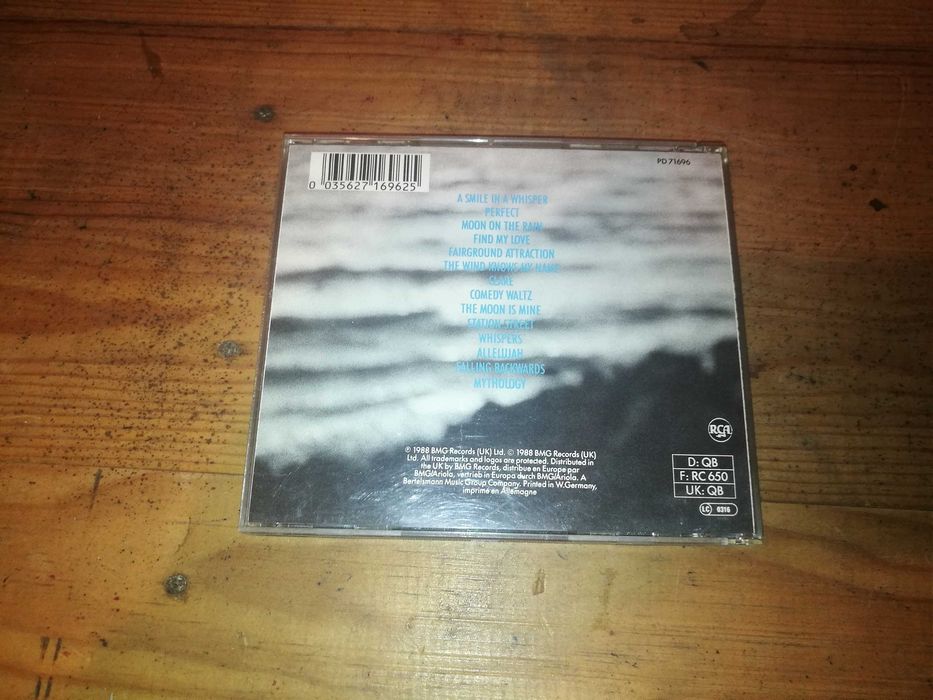 0 035627 169625
PD 71696
A SMILE IN A WHISPER
PERFECT
MOON ON THE RAIN
FIND MY LOVE
FAIRGROUND ATTRACTION
THE WIND KNOWS MY NAME
CLARE
COMEDY WALTZ
THE MOON IS MINE
STATION STREET
WHISPERS
ALLELUJAH
FALLING BACKWARDS
MYTHOLOGY
RCA
℗ 1988 BMG Records (UK) Ltd. © 1988 BMG Records (UK)
Ltd. All trademarks and logos are protected. Distributed in
the UK by BMG Records, distribue en Europe par
BMG/Ariola, vertrieb in Europa durch BMG/Ariola. A
Bertelsmann Music Group Company. Printed in W.Germany,
imprime en Allemagne
D: QB
F: RC 650
UK: QB
LC 0316